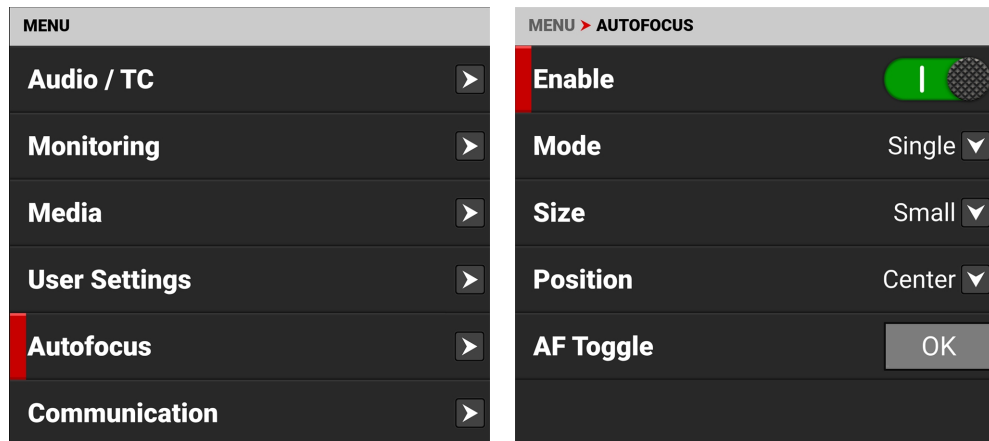 MENU
Audio / TC
Monitoring
Media
User Settings
Autofocus
Communication
MENU ➤ AUTOFOCUS
Enable
Mode Single
Size Small
Position Center
AF Toggle OK